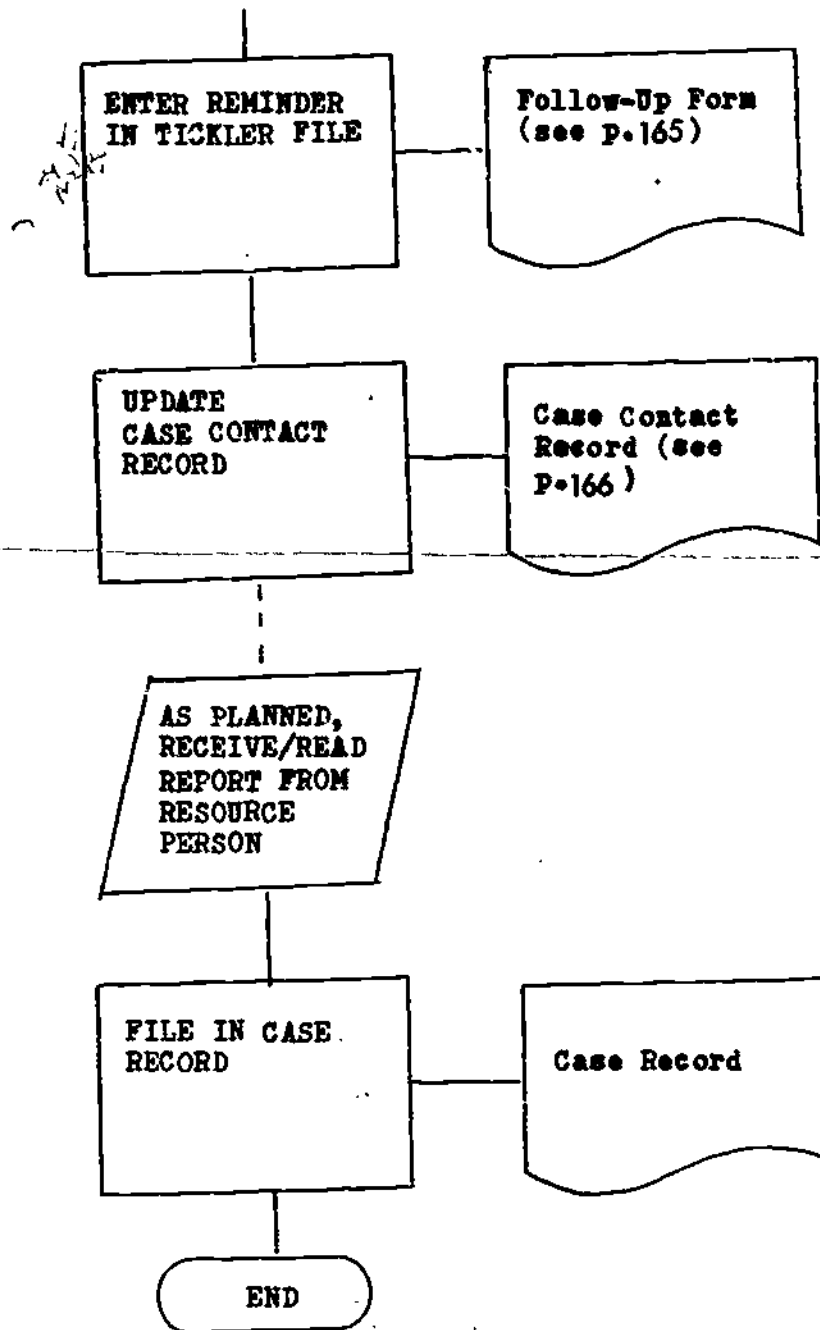 ENTER REMINDER
IN TICKLER FILE
Follow-Up Form
(see p.165)
UPDATE
CASE CONTACT
RECORD
Case Contact
Record (see
p.166)
AS PLANNED,
RECEIVE/READ
REPORT FROM
RESOURCE
PERSON
FILE IN CASE
RECORD
Case Record
END